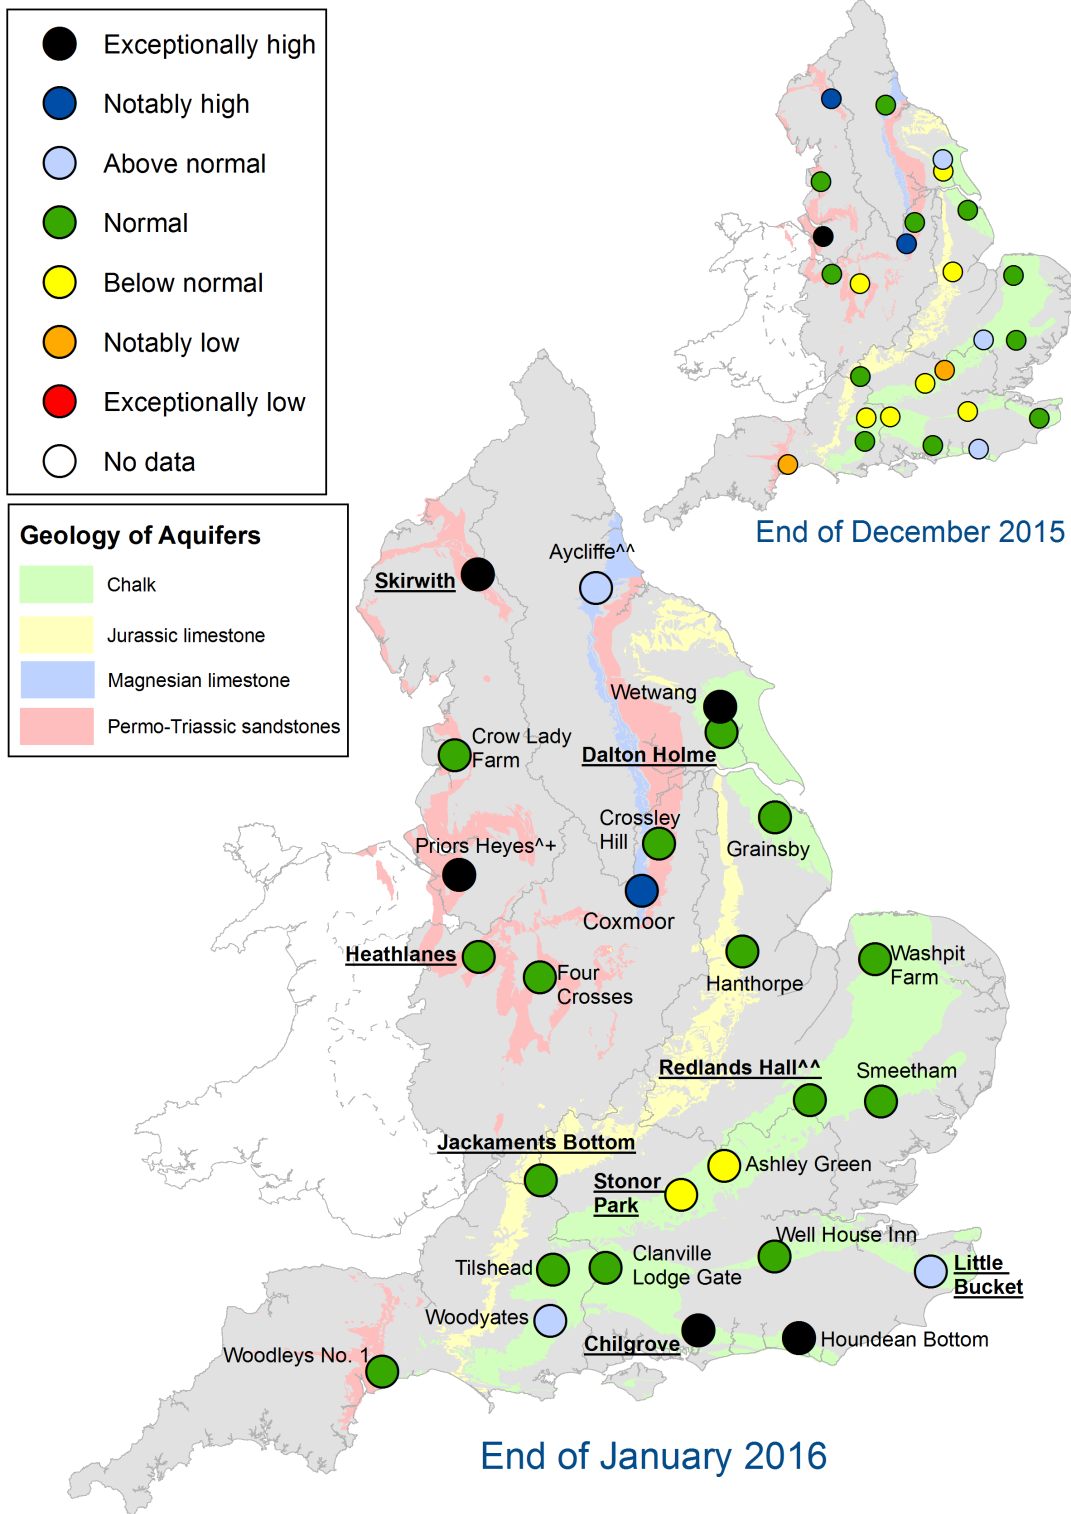 Exceptionally high
Notably high
Above normal
Normal
Below normal
Notably low
Exceptionally low
No data
Geology of Aquifers
Chalk
Jurassic limestone
Magnesian limestone
Permo-Triassic sandstones
End of December 2015
Aycliffe^^
Skirwith
Wetwang
Crow Lady
Farm
Dalton Holme
Crossley
Hill
Grainsby
Priors Heyes^+
Coxmoor
Heathlanes
Four
Crosses
Hanthorpe
Washpit
Farm
Redlands Hall^^
Smeetham
Jackaments Bottom
Ashley Green
Stonor
Park
Well House Inn
Tilshead
Clanville
Lodge Gate
Little
Bucket
Woodyates
Chilgrove
Houndean Bottom
Woodleys No. 1
End of January 2016